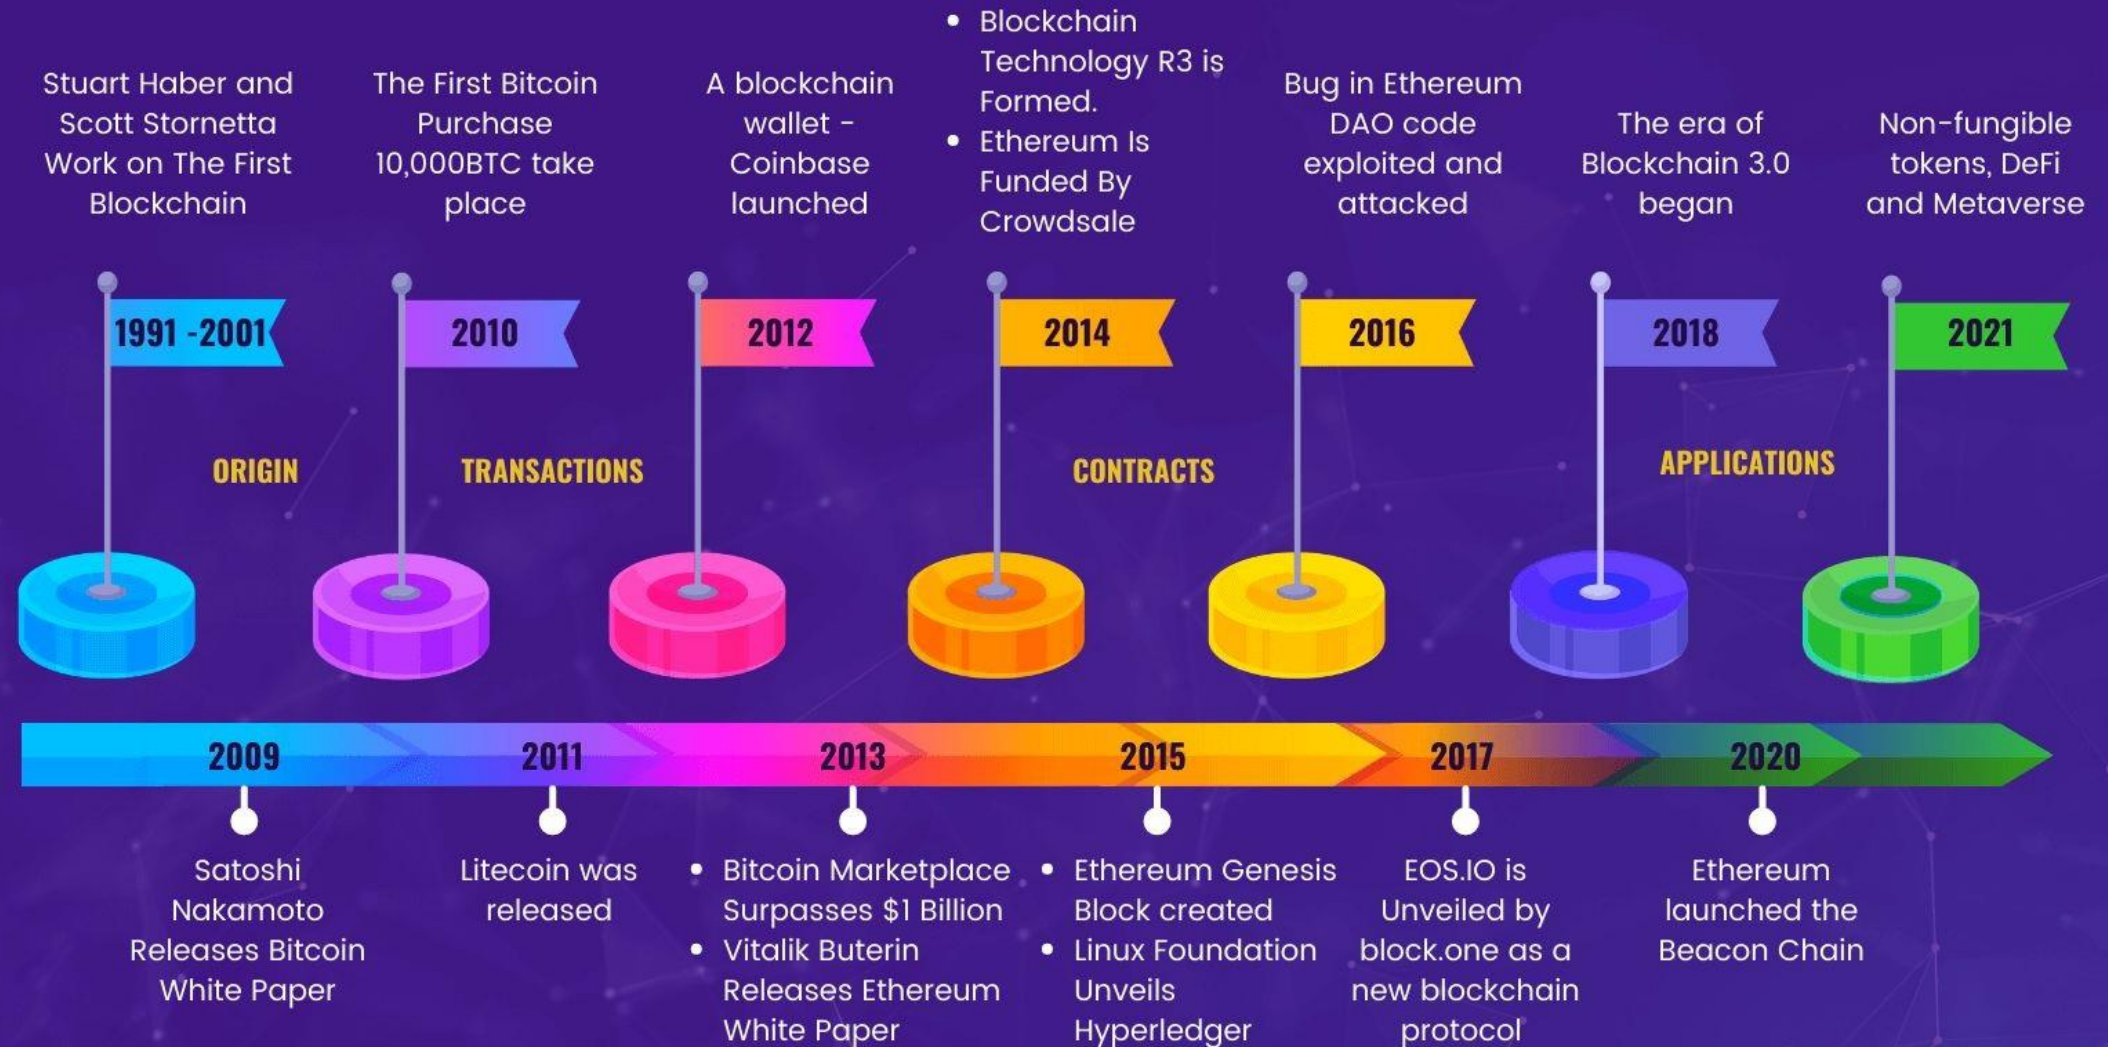 Stuart Haber and
Scott Stornetta
Work on The First
Blockchain
The First Bitcoin
Purchase
10,000BTC take
place
A blockchain
wallet -
Coinbase
launched
• Blockchain
Technology R3 is
Formed.
• Ethereum Is
Funded By
Crowdsale
Bug in Ethereum
DAO code
exploited and
attacked
The era of
Blockchain 3.0
began
Non-fungible
tokens, DeFi
and Metaverse
1991 -2001
2010
2012
2014
2016
2018
2021
ORIGIN
TRANSACTIONS
CONTRACTS
APPLICATIONS
2009
2011
2013
2015
2017
2020
Satoshi
Nakamoto
Releases Bitcoin
White Paper
Litecoin was
released
• Bitcoin Marketplace
Surpasses $1 Billion
• Vitalik Buterin
Releases Ethereum
White Paper
• Ethereum Genesis
Block created
• Linux Foundation
Unveils
Hyperledger
EOS.IO is
Unveiled by
block.one as a
new blockchain
protocol
Ethereum
launched the
Beacon Chain